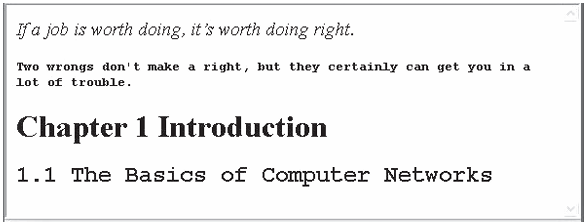 If a job is worth doing, it’s worth doing right.
Two wrongs don't make a right, but they certainly can get you in a
lot of trouble.
Chapter 1 Introduction
1.1 The Basics of Computer Networks